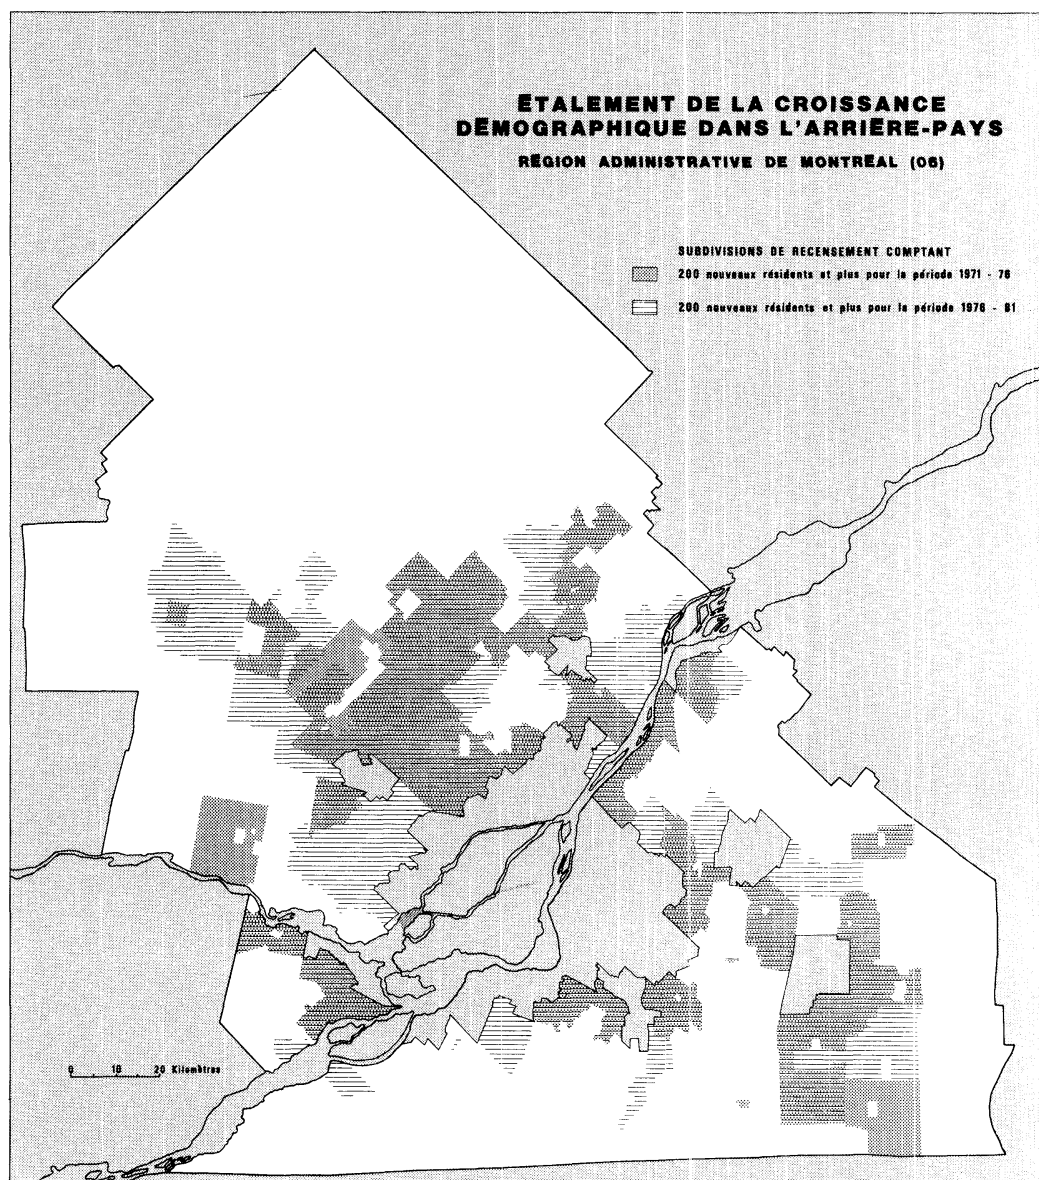 ÉTALEMENT DE LA CROISSANCE
DÉMOGRAPHIQUE DANS L'ARRIÈRE-PAYS
RÉGION ADMINISTRATIVE DE MONTRÉAL (06)
SUBDIVISIONS DE RECENSEMENT COMPTANT
200 nouveaux résidents et plus pour la période 1971 - 76
200 nouveaux résidents et plus pour la période 1976 - 81
0 10 20 Kilomètres